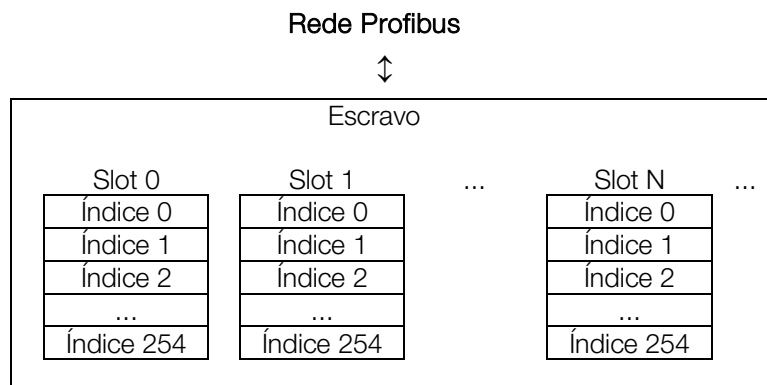 Rede Profibus
↕
Escravo
Slot 0 Slot 1 ... Slot N ...
Índice 0 Índice 0 Índice 0
Índice 1 Índice 1 Índice 1
Índice 2 Índice 2 Índice 2
... ... ...
Índice 254 Índice 254 Índice 254